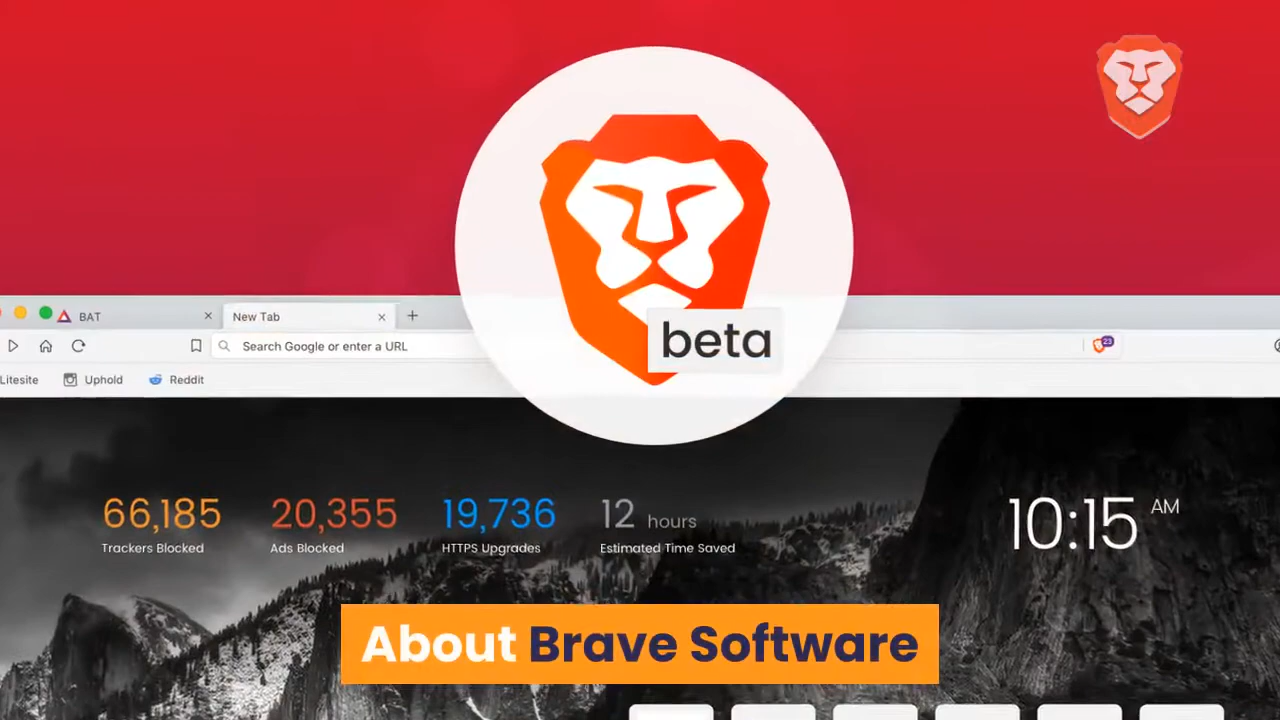 BAT
New Tab
Search Google or enter a URL
23
Litesite
Uphold
Reddit
beta
66,185
Trackers Blocked
20,355
Ads Blocked
19,736
HTTPS Upgrades
12 hours
Estimated Time Saved
10:15 AM
About Brave Software